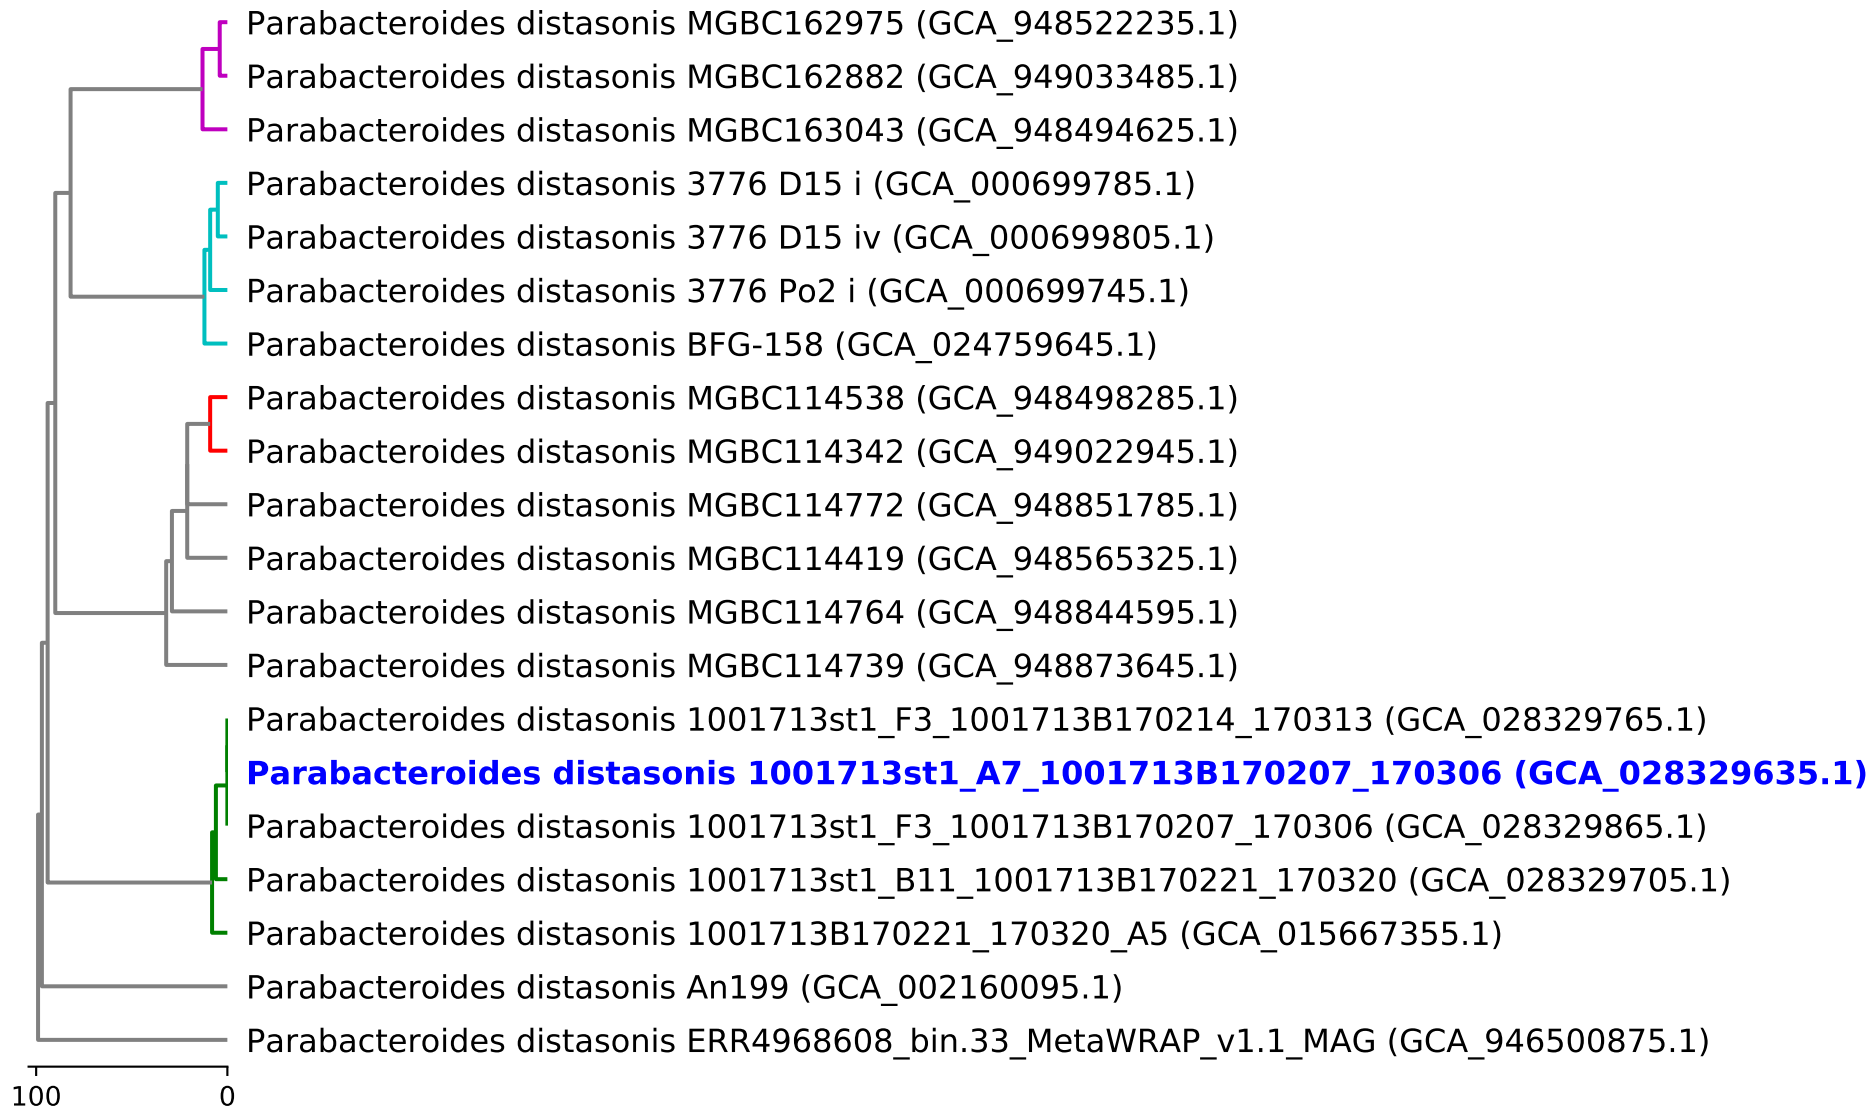 Parabacteroides distasonis MGBC162975 (GCA_948522235.1)
Parabacteroides distasonis MGBC162882 (GCA_949033485.1)
Parabacteroides distasonis MGBC163043 (GCA_948494625.1)
Parabacteroides distasonis 3776 D15 i (GCA_000699785.1)
Parabacteroides distasonis 3776 D15 iv (GCA_000699805.1)
Parabacteroides distasonis 3776 Po2 i (GCA_000699745.1)
Parabacteroides distasonis BFG-158 (GCA_024759645.1)
Parabacteroides distasonis MGBC114538 (GCA_948498285.1)
Parabacteroides distasonis MGBC114342 (GCA_949022945.1)
Parabacteroides distasonis MGBC114772 (GCA_948851785.1)
Parabacteroides distasonis MGBC114419 (GCA_948565325.1)
Parabacteroides distasonis MGBC114764 (GCA_948844595.1)
Parabacteroides distasonis MGBC114739 (GCA_948873645.1)
Parabacteroides distasonis 1001713st1_F3_1001713B170214_170313 (GCA_028329765.1)
Parabacteroides distasonis 1001713st1_A7_1001713B170207_170306 (GCA_028329635.1)
Parabacteroides distasonis 1001713st1_F3_1001713B170207_170306 (GCA_028329865.1)
Parabacteroides distasonis 1001713st1_B11_1001713B170221_170320 (GCA_028329705.1)
Parabacteroides distasonis 1001713B170221_170320_A5 (GCA_015667355.1)
Parabacteroides distasonis An199 (GCA_002160095.1)
Parabacteroides distasonis ERR4968608_bin.33_MetaWRAP_v1.1_MAG (GCA_946500875.1)
100 0